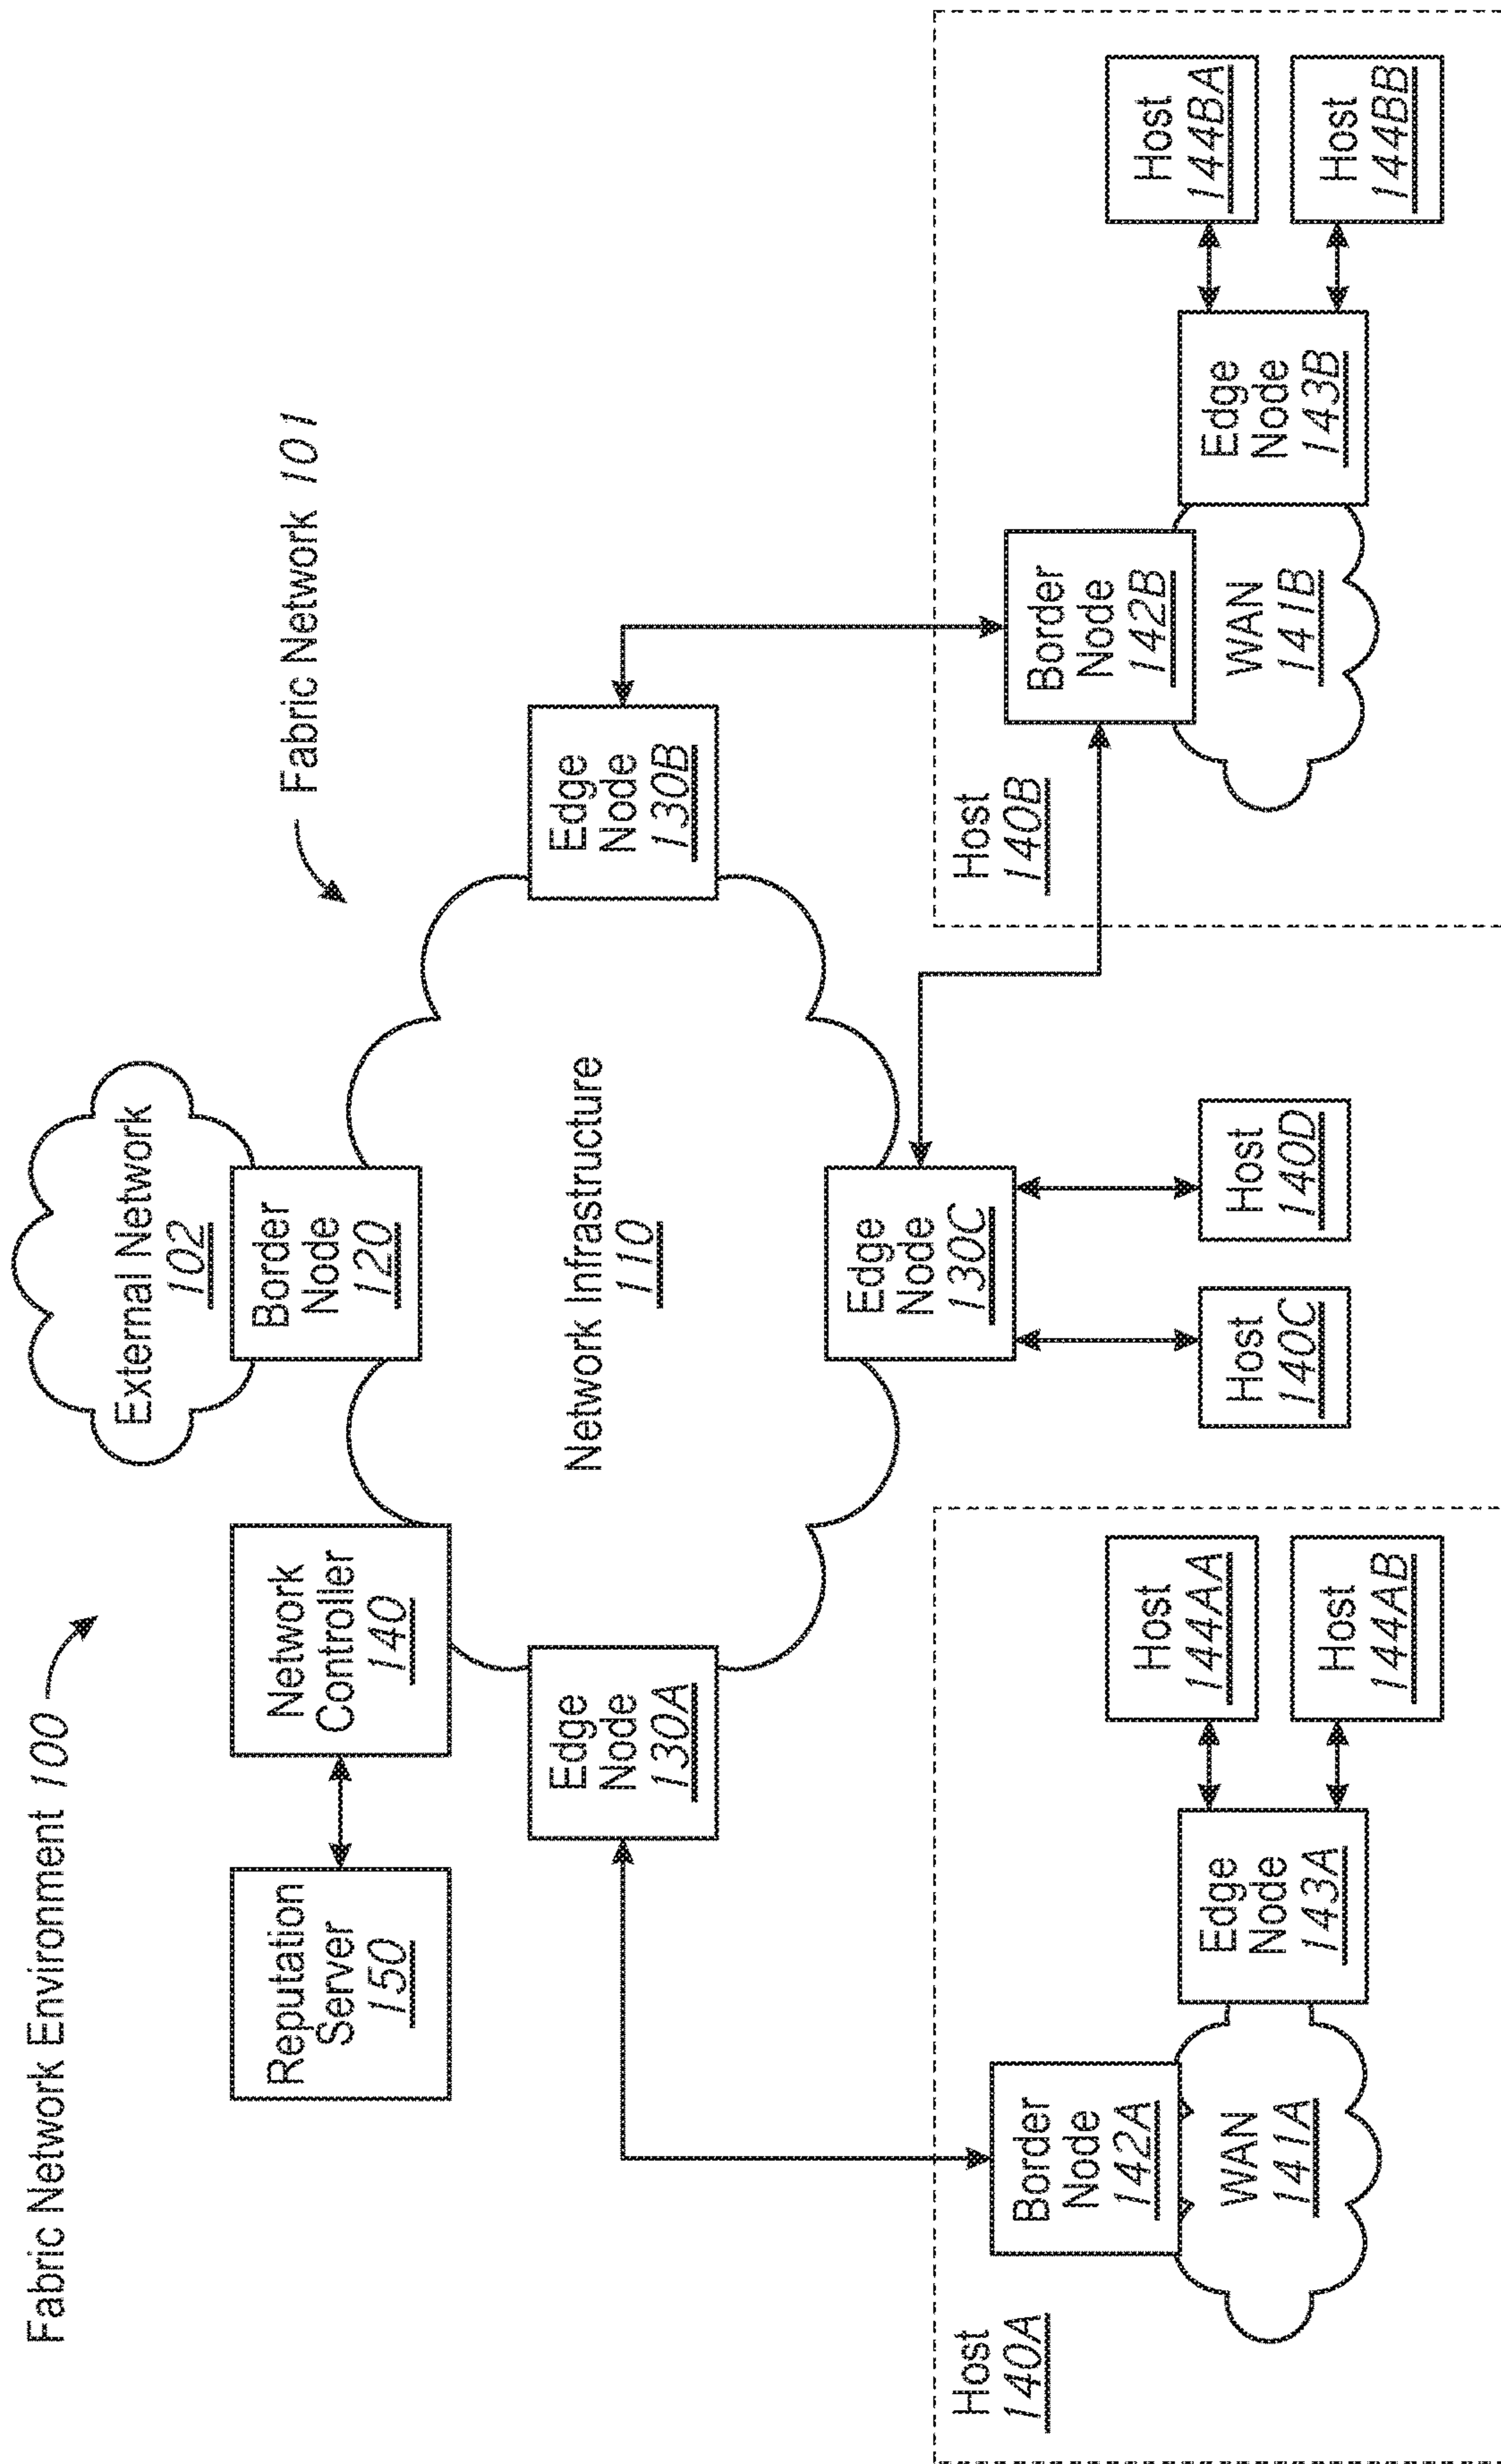 Fabric Network Environment 100
External Network
102
Fabric Network 101
Reputation
Server
150
Network
Controller
140
Border
Node
120
Network Infrastructure
110
Edge
Node
130A
Edge
Node
130B
Edge
Node
130C
Host
140A
Border
Node
142A
WAN
141A
Edge
Node
143A
Host
144AA
Host
144AB
Host
140C
Host
140D
Host
140B
Border
Node
142B
WAN
141B
Edge
Node
143B
Host
144BA
Host
144BB